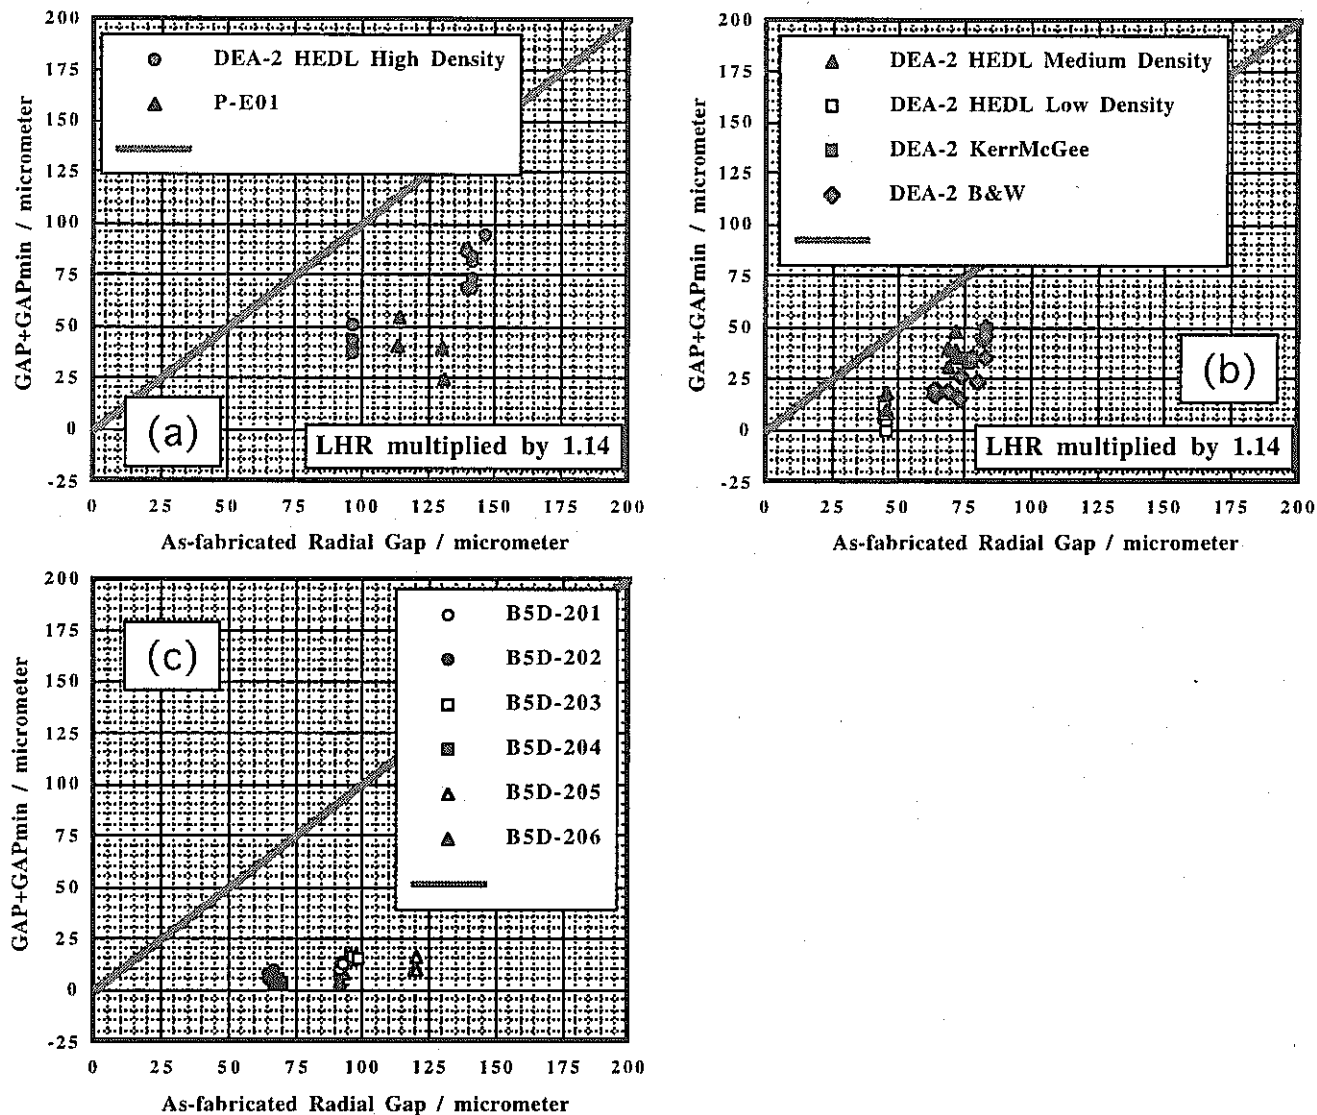 200
175
150
125
100
75
50
25
0
-25
GAP+GAPmin / micrometer
DEA-2 HEDL High Density
P-E01
(a)
LHR multiplied by 1.14
0 25 50 75 100 125 150 175 200
As-fabricated Radial Gap / micrometer
200
175
150
125
100
75
50
25
0
-25
GAP+GAPmin / micrometer
DEA-2 HEDL Medium Density
DEA-2 HEDL Low Density
DEA-2 KerrMcGee
DEA-2 B&W
(b)
LHR multiplied by 1.14
0 25 50 75 100 125 150 175 200
As-fabricated Radial Gap / micrometer
200
175
150
125
100
75
50
25
0
-25
GAP+GAPmin / micrometer
(c)
B5D-201
B5D-202
B5D-203
B5D-204
B5D-205
B5D-206
0 25 50 75 100 125 150 175 200
As-fabricated Radial Gap / micrometer